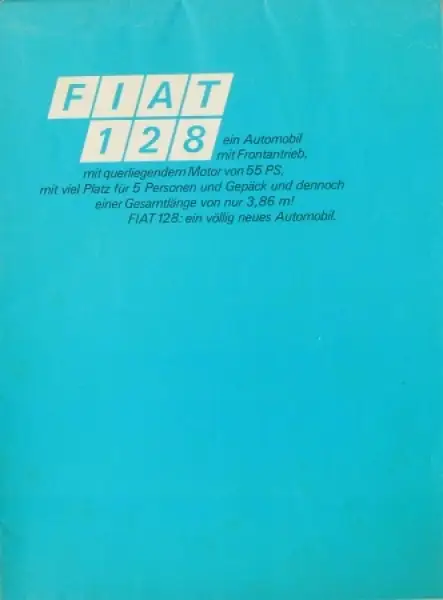 FIAT
128
ein Automobil
mit Frontantrieb,
mit querliegendem Motor von 55 PS,
mit viel Platz für 5 Personen und Gepäck und dennoch
einer Gesamtlänge von nur 3,86 m!
FIAT 128: ein völlig neues Automobil.